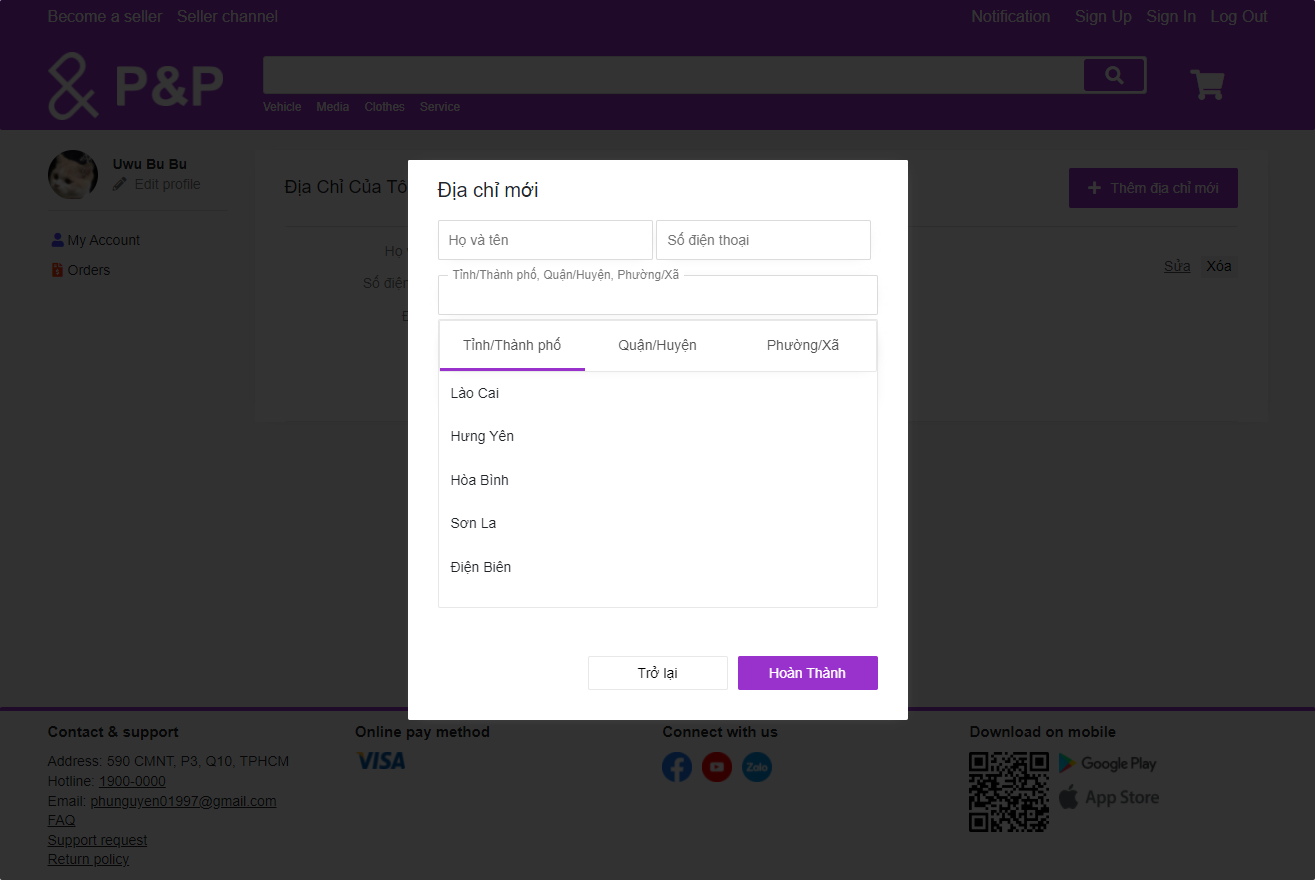 Become a seller Seller channel
Notification Sign Up Sign In Log Out
P&P
Vehicle Media Clothes Service
Uwu Bu Bu
Edit profile
My Account
Orders
Địa Chỉ Của Tô
Thêm địa chỉ mới
Họ
Số điện
Sửa Xóa
Địa chỉ mới
Họ và tên
Số điện thoại
Tỉnh/Thành phố, Quận/Huyện, Phường/Xã
Tỉnh/Thành phố Quận/Huyện Phường/Xã
Lào Cai
Hưng Yên
Hòa Bình
Sơn La
Điện Biên
Trở lại
Hoàn Thành
Contact & support
Address: 590 CMNT, P3, Q10, TPHCM
Hotline: 1900-0000
Email: phunguyen01997@gmail.com
FAQ
Support request
Return policy
Online pay method
VISA
Connect with us
Zalo
Download on mobile
Google Play
App Store